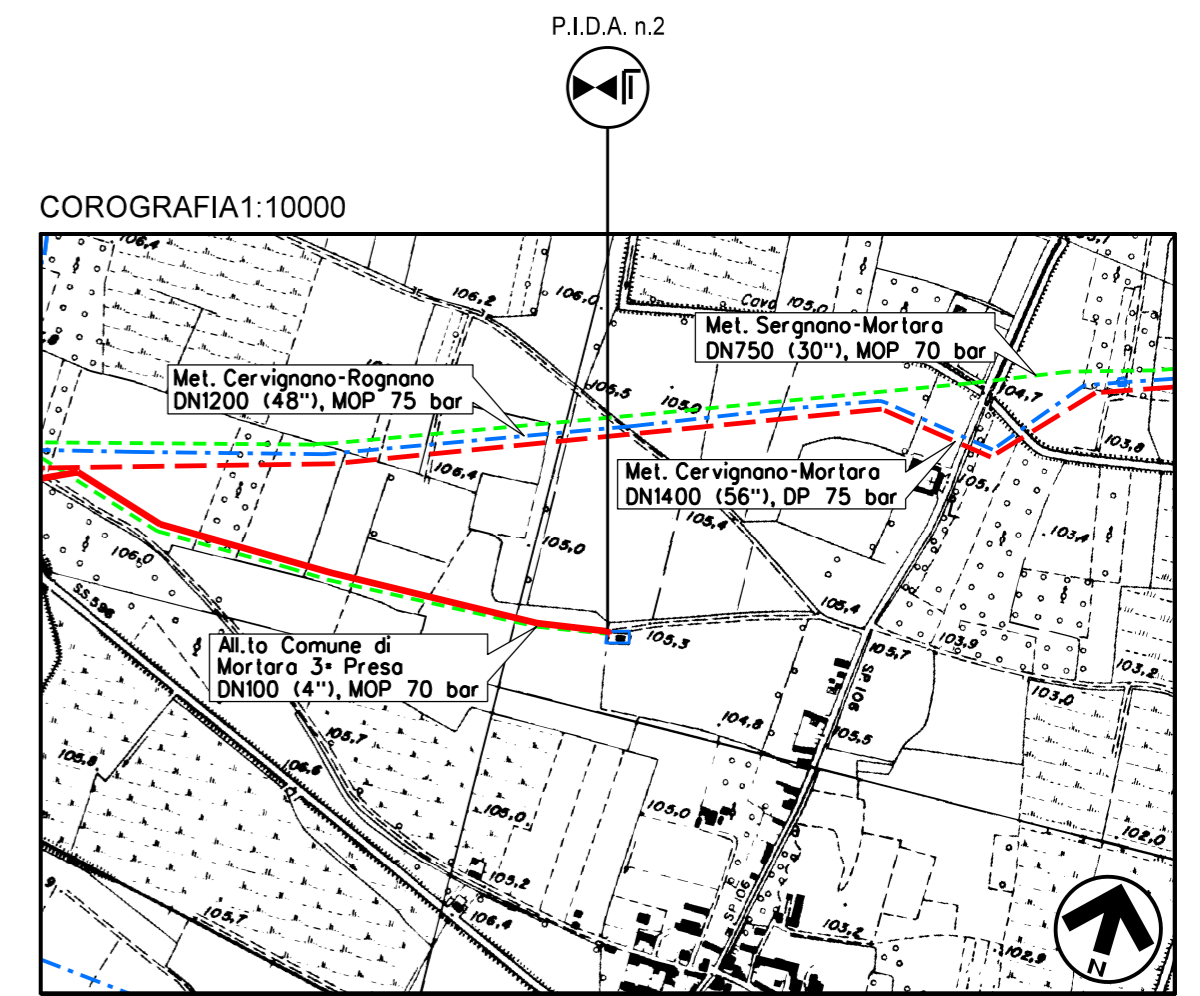 P.I.D.A. n.2
COROGRAFIA1:10000
106,4
106,2
106,0
Cava
105,0
Met. Sergnano-Mortara
DN750 (30"), MOP 70 bar
Met. Cervignano-Rognano
DN1200 (48"), MOP 75 bar
105,5
105,0
104,7
103,8
106,4
Met. Cervignano-Mortara
DN1400 (56"), DP 75 bar
105,1
105,4
103,4
106,0
105,0
S.S.596
105,4
105,3
105,7
103,9
103,2
103,0
All.to Comune di
Mortara 3ª Presa
DN100 (4"), MOP 70 bar
SP 106
104,8
105,5
105,7
105,8
106,6
105,0
105,0
102,0
105,2
SP 106
105,7
106,4
103,2
102,9
N